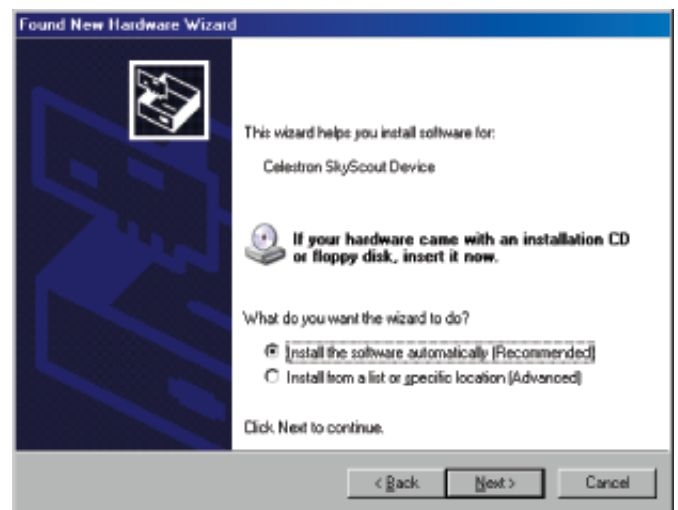 Found New Hardware Wizard
This wizard helps you install software for:
Celestron SkyScout Device
If your hardware came with an installation CD
or floppy disk, insert it now.
What do you want the wizard to do?
Install the software automatically (Recommended)
Install from a list or specific location (Advanced)
Click Next to continue.
< Back Next > Cancel